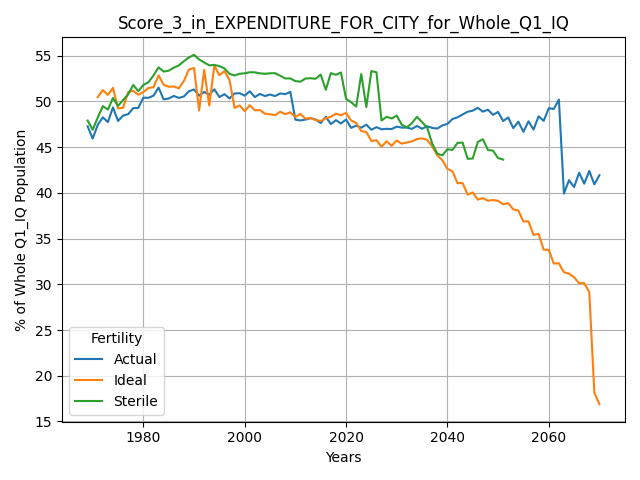 Score_3_in_EXPENDITURE_FOR_CITY_for_Whole_Q1_IQ
% of Whole Q1_IQ Population
55
50
45
40
35
30
25
20
15
Fertility
Actual
Ideal
Sterile
1980
2000
2020
2040
2060
Years